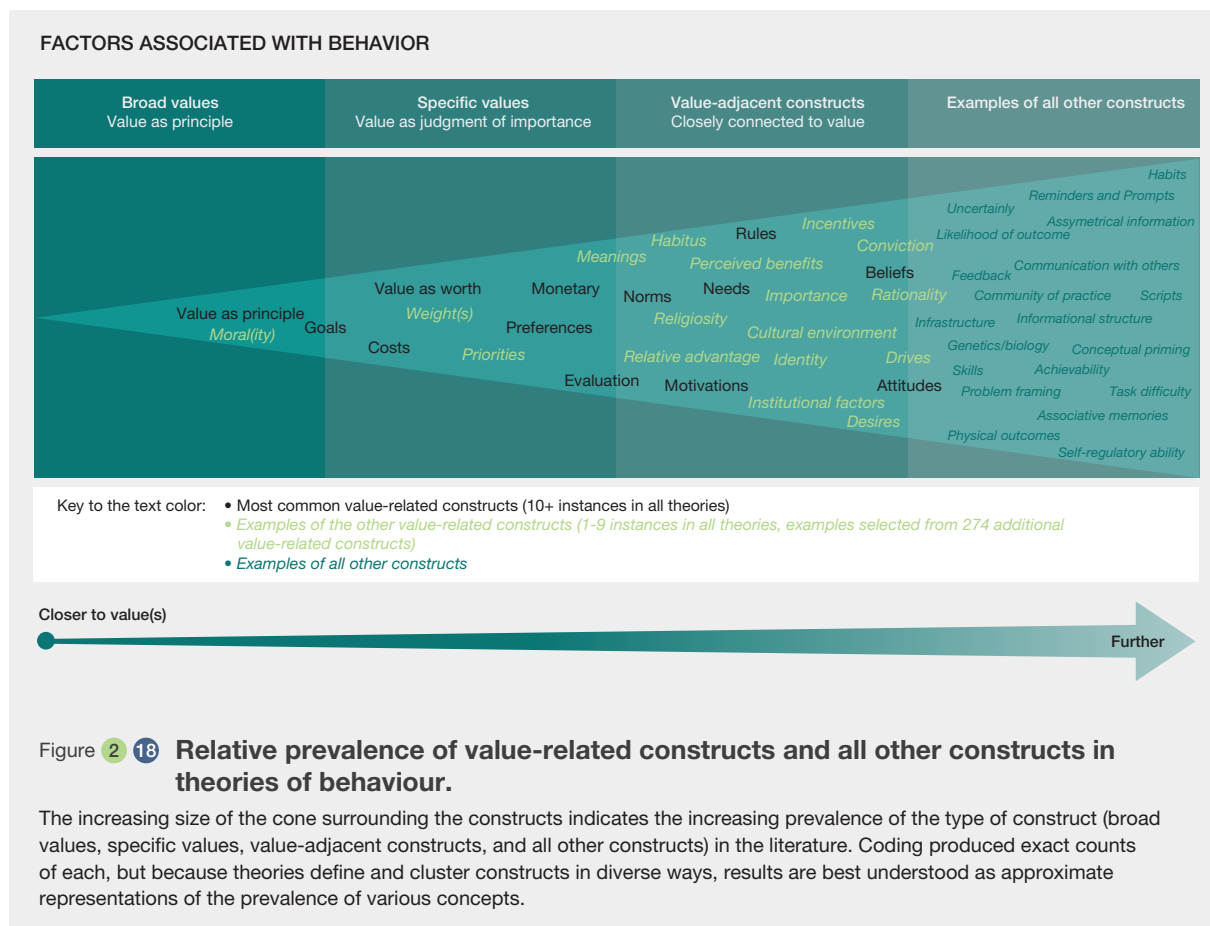 FACTORS ASSOCIATED WITH BEHAVIOR
Broad values
Value as principle
Specific values
Value as judgment of importance
Value-adjacent constructs
Closely connected to value
Examples of all other constructs
Value as principle
Moral(ity)
Goals
Value as worth
Weight(s)
Costs
Priorities
Monetary
Preferences
Evaluation
Meanings
Habitus
Rules
Incentives
Conviction
Perceived benefits
Beliefs
Norms
Needs
Importance
Rationality
Religiosity
Cultural environment
Relative advantage
Identity
Drives
Motivations
Attitudes
Institutional factors
Desires
Habits
Reminders and Prompts
Uncertainly
Assymetrical information
Likelihood of outcome
Communication with others
Feedback
Community of practice
Scripts
Infrastructure
Informational structure
Genetics/biology
Conceptual priming
Skills
Achievability
Problem framing
Task difficulty
Associative memories
Physical outcomes
Self-regulatory ability
Key to the text color:
• Most common value-related constructs (10+ instances in all theories)
• Examples of the other value-related constructs (1-9 instances in all theories, examples selected from 274 additional
value-related constructs)
• Examples of all other constructs
Closer to value(s)
Further
Figure 2 18 Relative prevalence of value-related constructs and all other constructs in
theories of behaviour.
The increasing size of the cone surrounding the constructs indicates the increasing prevalence of the type of construct (broad
values, specific values, value-adjacent constructs, and all other constructs) in the literature. Coding produced exact counts
of each, but because theories define and cluster constructs in diverse ways, results are best understood as approximate
representations of the prevalence of various concepts.